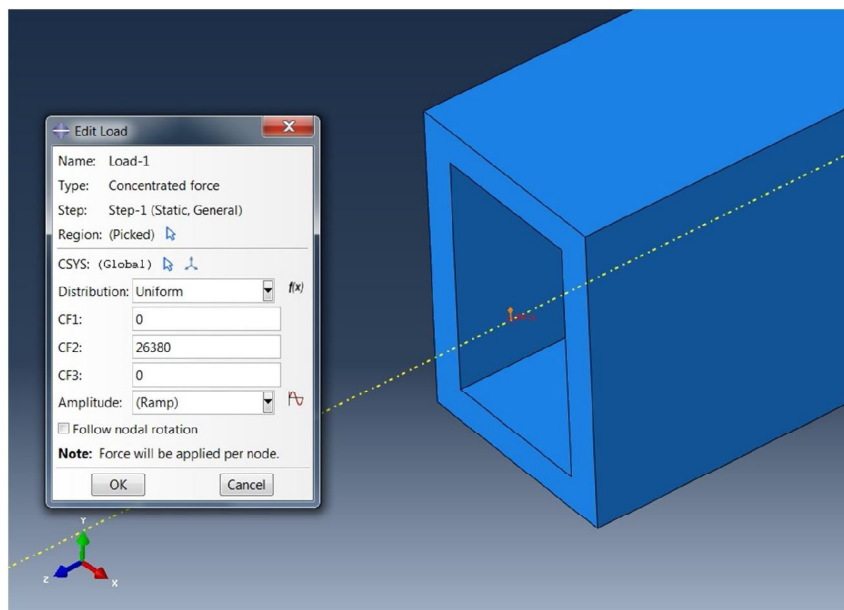 Edit Load
Name: Load-1
Type: Concentrated force
Step: Step-1 (Static, General)
Region: (Picked)
CSYS: (Global)
Distribution: Uniform f(x)
CF1: 0
CF2: 26380
CF3: 0
Amplitude: (Ramp)
Follow nodal rotation
Note: Force will be applied per node.
OK Cancel
Y
Z X